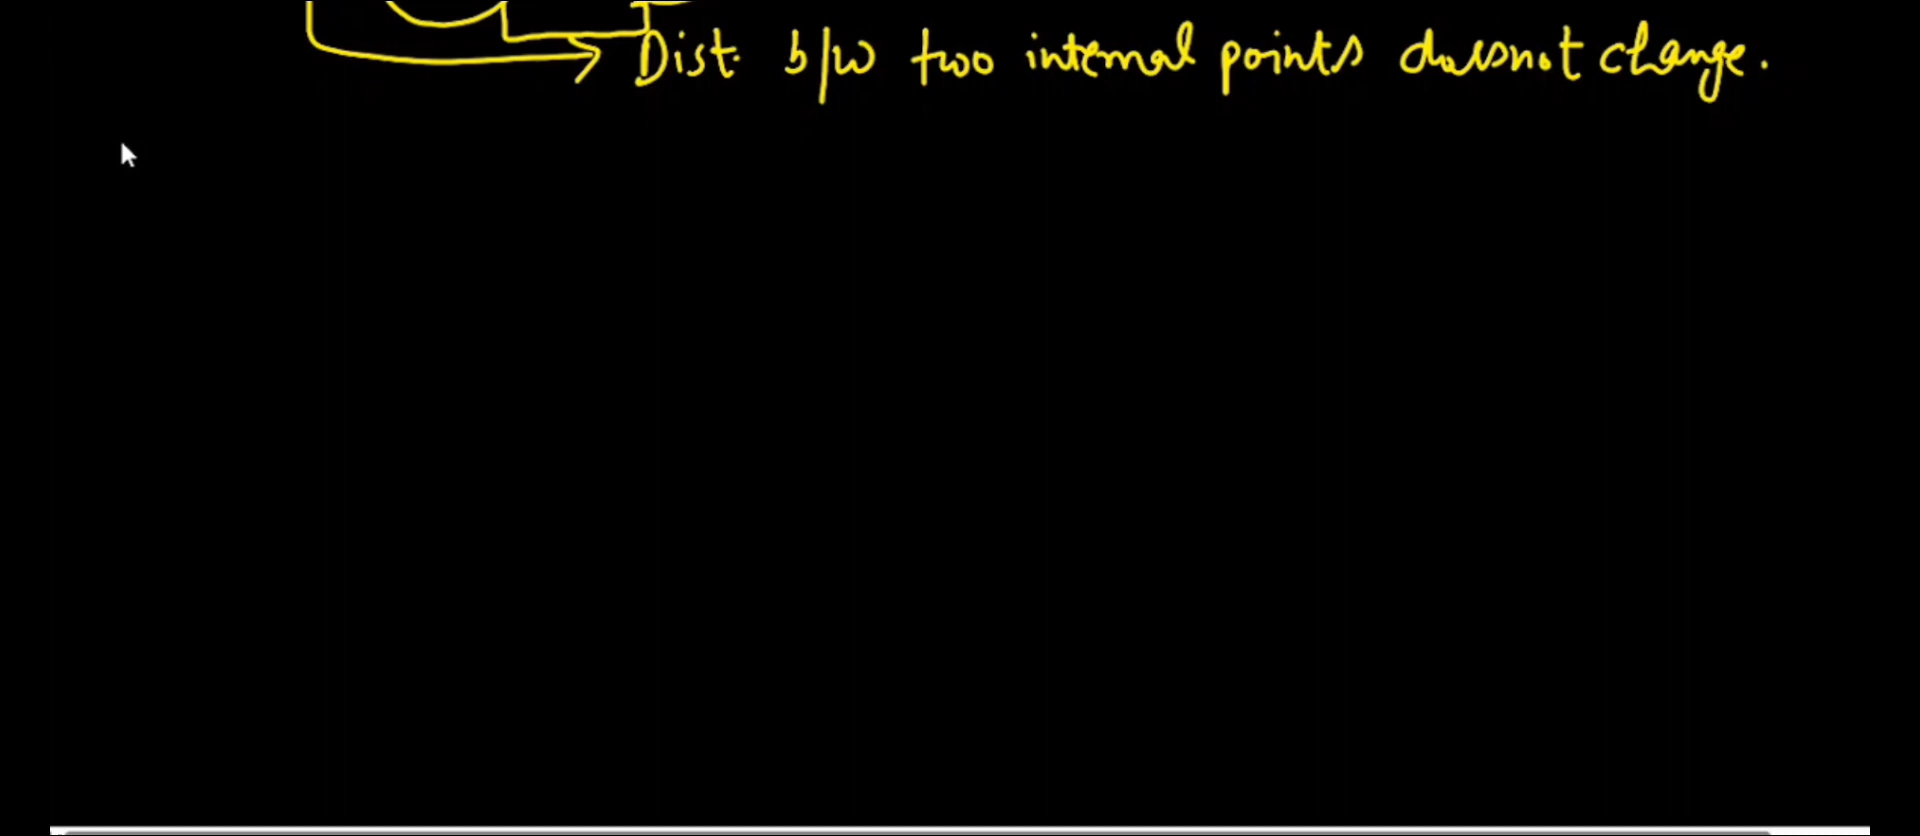 Dist. b/w two internal points doesnot change.